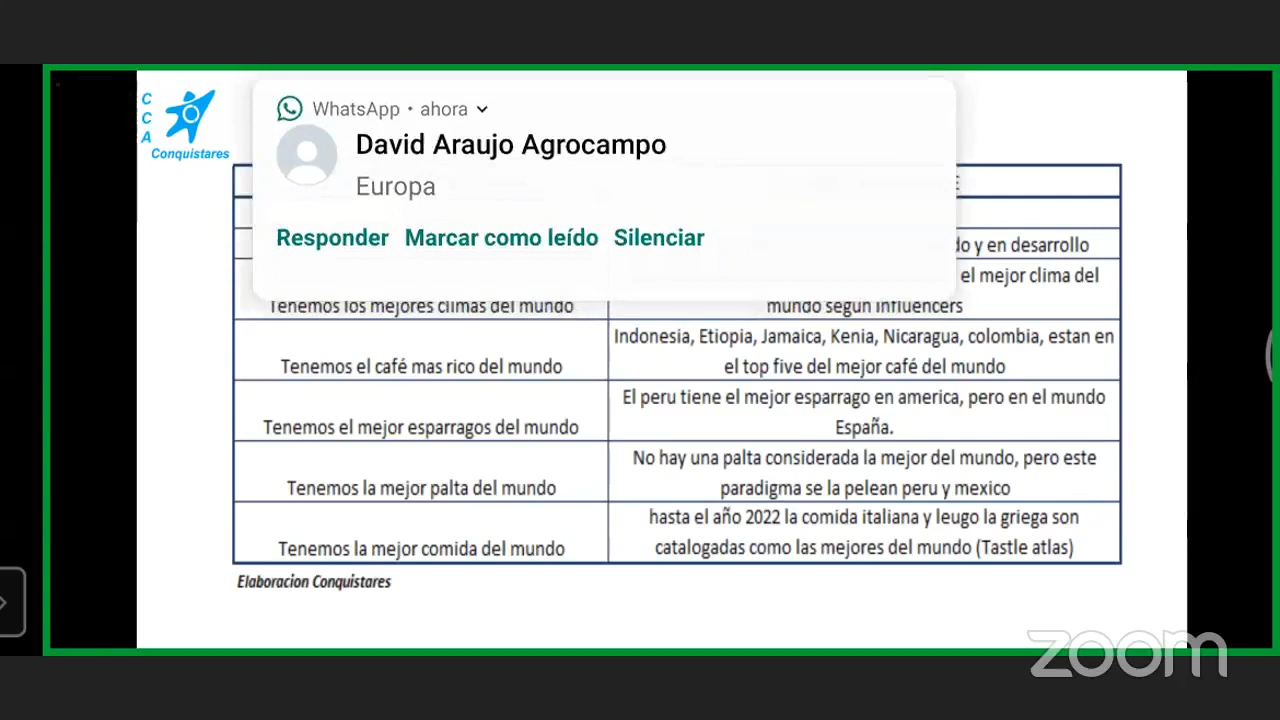 C
C
A
Conquistares
WhatsApp • ahora
David Araujo Agrocampo
Europa
Responder Marcar como leído Silenciar
do y en desarrollo
el mejor clima del
Tenemos los mejores climas del mundo
mundo según influencers
Indonesia, Etiopia, Jamaica, Kenia, Nicaragua, colombia, estan en
Tenemos el café mas rico del mundo
el top five del mejor café del mundo
El peru tiene el mejor esparrago en america, pero en el mundo
Tenemos el mejor esparragos del mundo
España.
No hay una palta considerada la mejor del mundo, pero este
Tenemos la mejor palta del mundo
paradigma se la pelean peru y mexico
hasta el año 2022 la comida italiana y leugo la griega son
Tenemos la mejor comida del mundo
catalogadas como las mejores del mundo (Tastle atlas)
Elaboracion Conquistares
zoom